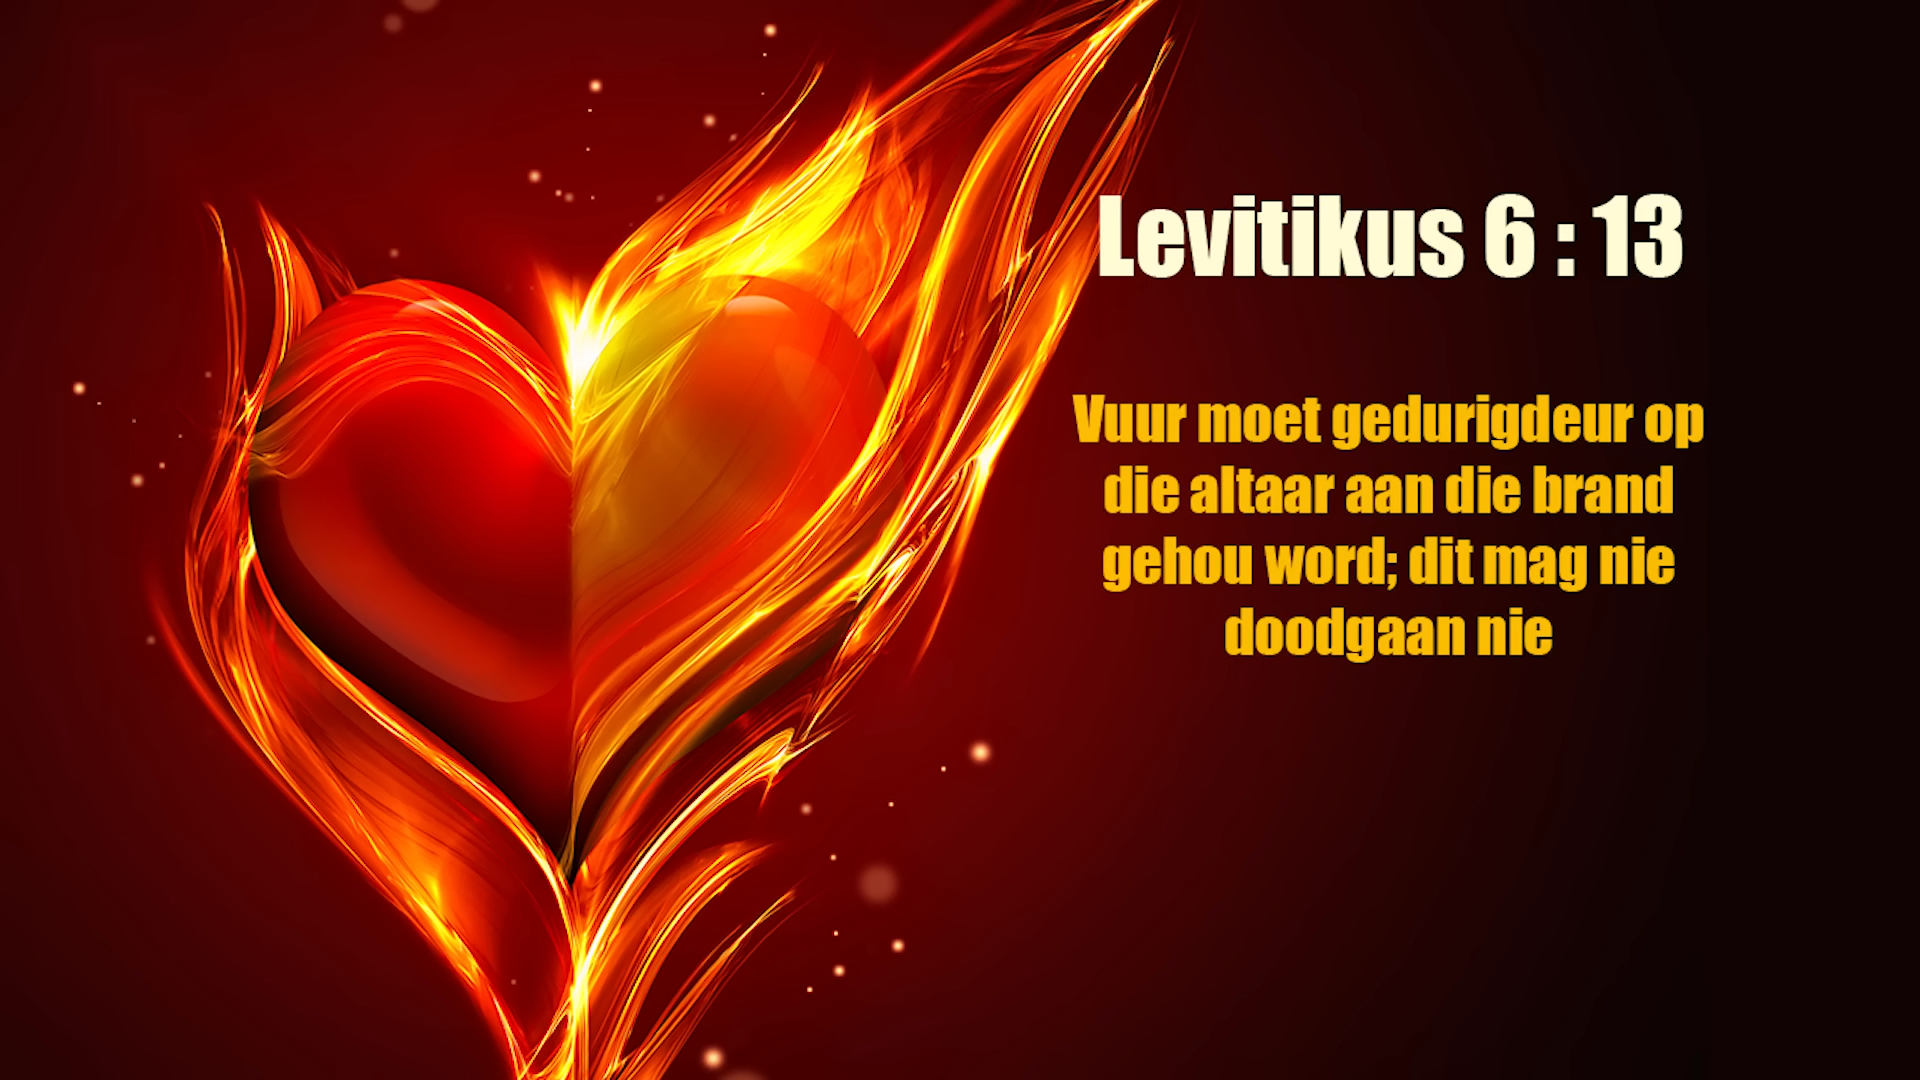 Levitikus 6 : 13
Vuur moet gedurigdeur op
die altaar aan die brand
gehou word; dit mag nie
doodgaan nie